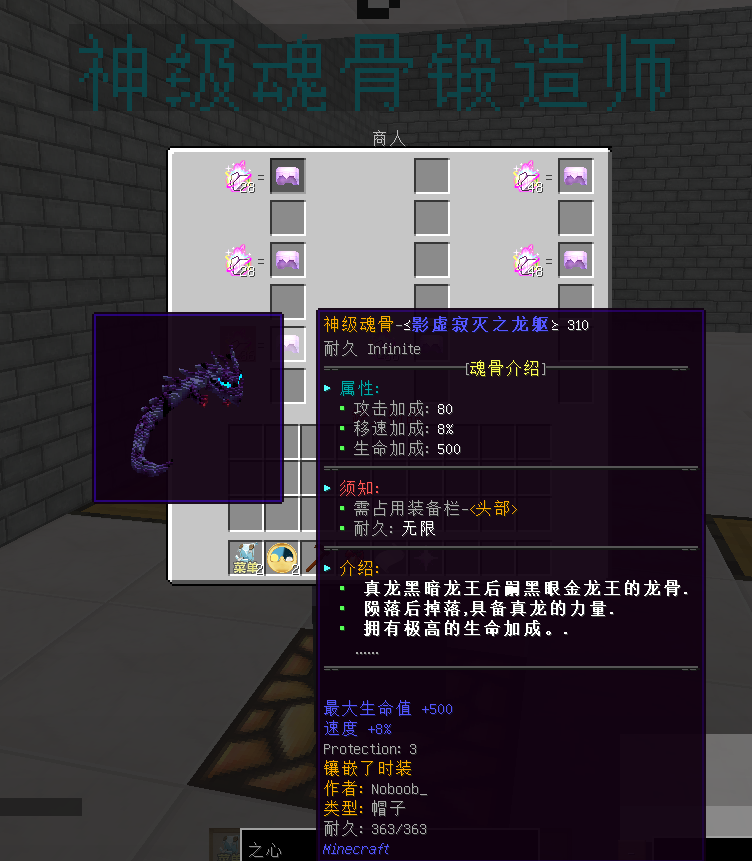 神级魂骨锻造师
商人
28 =
48 =
28 =
48 =
神级魂骨-≤影虚寂灭之龙躯≥ 310
耐久 Infinite
[魂骨介绍]
属性:
攻击加成: 80
移速加成: 8%
生命加成: 500
须知:
需占用装备栏-<头部>
耐久: 无限
介绍:
真龙黑暗龙王后嗣黑眼金龙王的龙骨.
陨落后掉落,具备真龙的力量.
拥有极高的生命加成。.
......
菜单2
2
最大生命值 +500
速度 +8%
Protection: 3
镶嵌了时装
作者: Noboob_
类型: 帽子
耐久: 363/363
Minecraft
之心